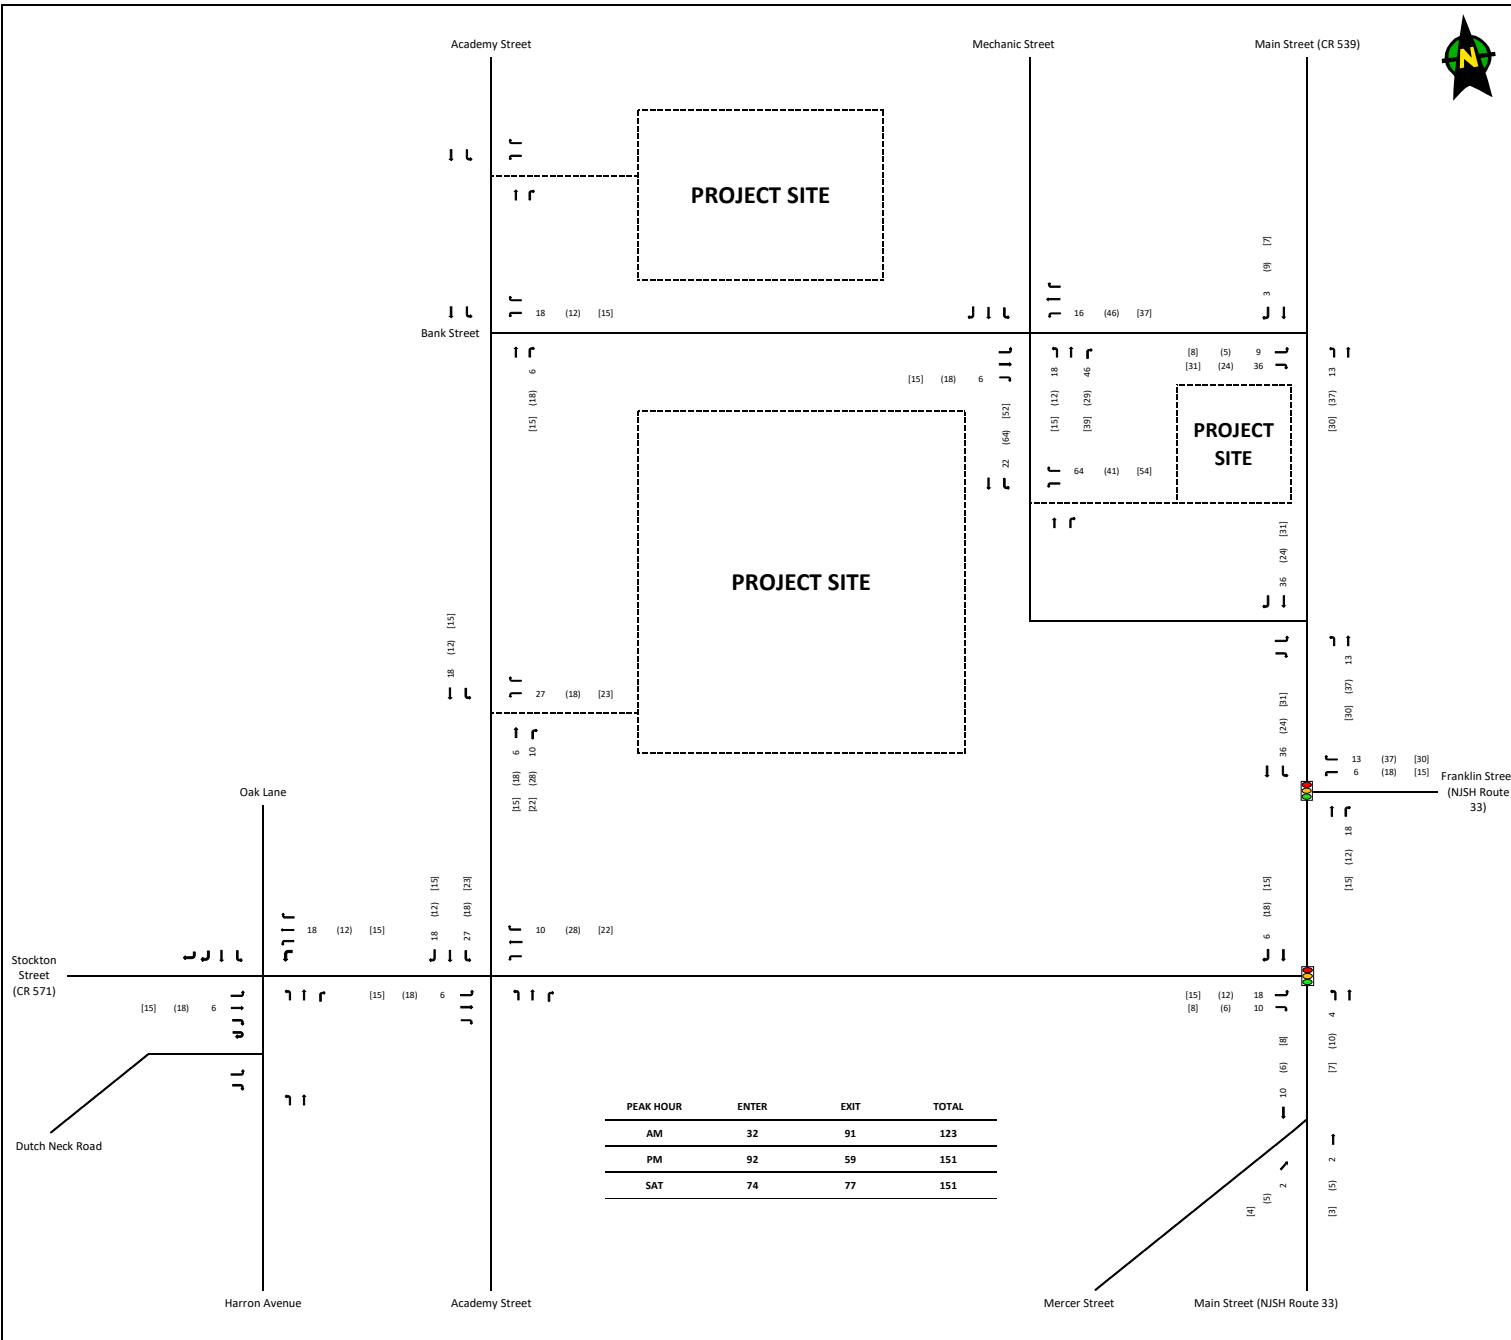 Academy Street
Mechanic Street
Main Street (CR 539)
N
PROJECT SITE
[7]
(9)
3
18 (12) [15]
16 (46) [37]
Bank Street
6
(18)
[15]
[15] (18) 6
18
(12)
[15]
46
(29)
[39]
[8] (5) 9
[31] (24) 36
13
(37)
[30]
PROJECT
SITE
[52]
(64)
22
64 (41) [54]
PROJECT SITE
[31]
(24)
36
[15]
(12)
18
27 (18) [23]
13
(37)
[30]
[31]
(24)
36
6
(18)
[15]
10
(28)
[22]
13 (37) [30]
6 (18) [15]
Franklin Stree
(NJSH Route
33)
Oak Lane
18
(12)
[15]
[15]
(12)
18
[23]
(18)
27
[15]
(18)
6
18 (12) [15]
10 (28) [22]
Stockton
Street
(CR 571)
[15] (18) 6
[15] (18) 6
[15] (12) 18
[8] (6) 10
4
(10)
[7]
[8]
(6)
10
Dutch Neck Road
PEAK HOUR ENTER EXIT TOTAL
AM 32 91 123
PM 92 59 151
SAT 74 77 151
2
(5)
[4]
2
(5)
[3]
Harron Avenue
Academy Street
Mercer Street
Main Street (NJSH Route 33)